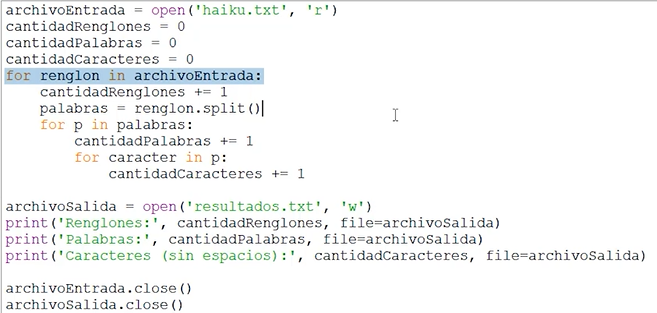 archivoEntrada = open('haiku.txt', 'r')
cantidadRenglones = 0
cantidadPalabras = 0
cantidadCaracteres = 0
for renglon in archivoEntrada:
    cantidadRenglones += 1
    palabras = renglon.split()
    for p in palabras:
        cantidadPalabras += 1
        for caracter in p:
            cantidadCaracteres += 1

archivoSalida = open('resultados.txt', 'w')
print('Renglones:', cantidadRenglones, file=archivoSalida)
print('Palabras:', cantidadPalabras, file=archivoSalida)
print('Caracteres (sin espacios):', cantidadCaracteres, file=archivoSalida)

archivoEntrada.close()
archivoSalida.close()